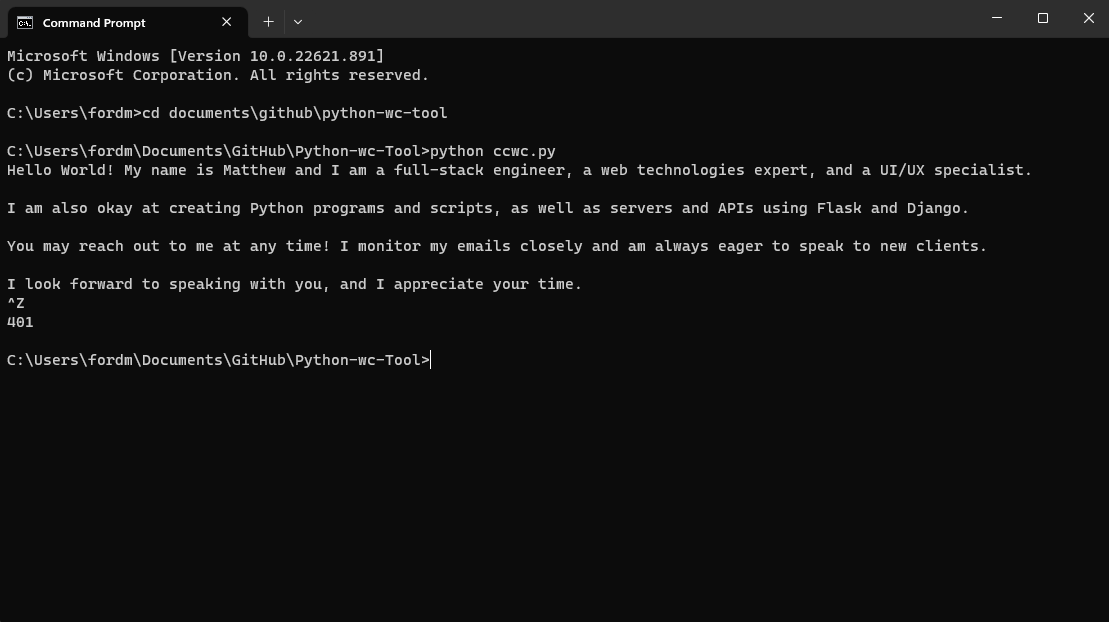 Command Prompt
Microsoft Windows [Version 10.0.22621.891]
(c) Microsoft Corporation. All rights reserved.
C:\Users\fordm>cd documents\github\python-wc-tool
C:\Users\fordm\Documents\GitHub\Python-wc-Tool>python ccwc.py
Hello World! My name is Matthew and I am a full-stack engineer, a web technologies expert, and a UI/UX specialist.
I am also okay at creating Python programs and scripts, as well as servers and APIs using Flask and Django.
You may reach out to me at any time! I monitor my emails closely and am always eager to speak to new clients.
I look forward to speaking with you, and I appreciate your time.
^Z
401
C:\Users\fordm\Documents\GitHub\Python-wc-Tool>